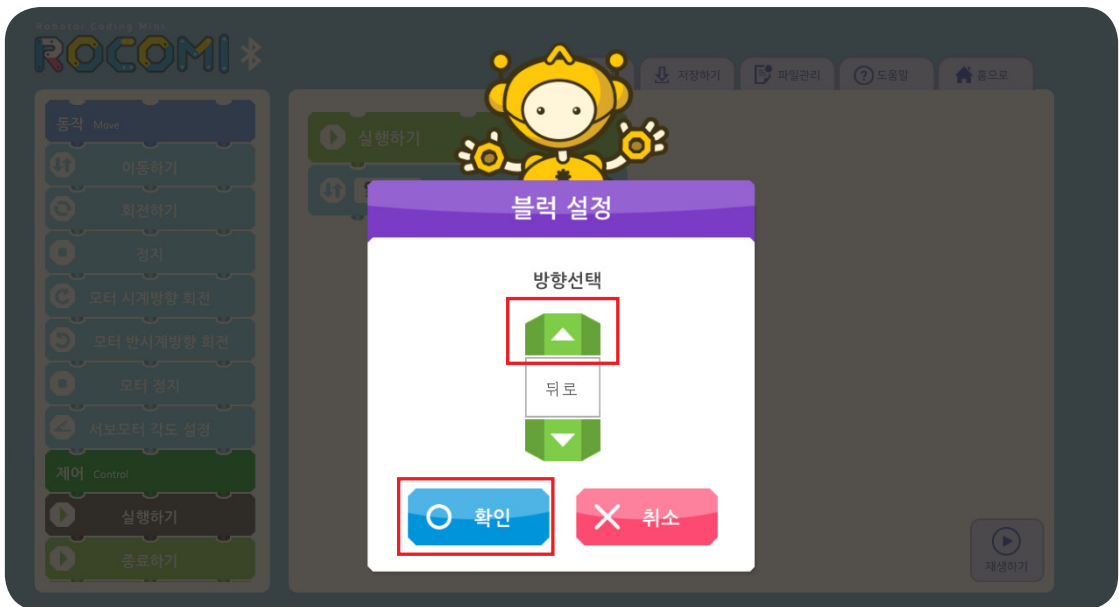 Robotor Coding Mini
ROCOMI
저장하기
파일관리
도움말
홈으로
동작 Move
이동하기
회전하기
정지
모터 시계방향 회전
모터 반시계방향 회전
모터 정지
서보모터 각도 설정
제어 Control
실행하기
종료하기
실행하기
블럭 설정
방향선택
뒤로
확인
취소
재생하기